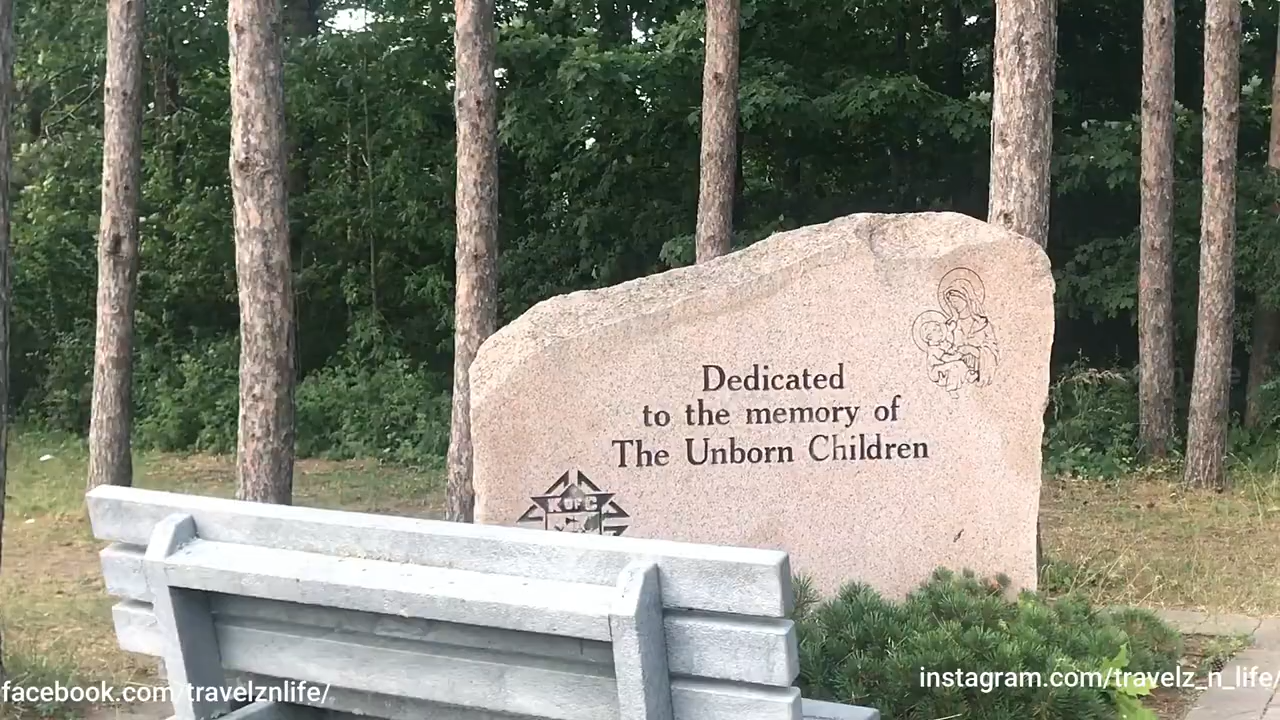 Dedicated
to the memory of
The Unborn Children
K OF C
facebook.com/travelznlife/
instagram.com/travelz_n_life/